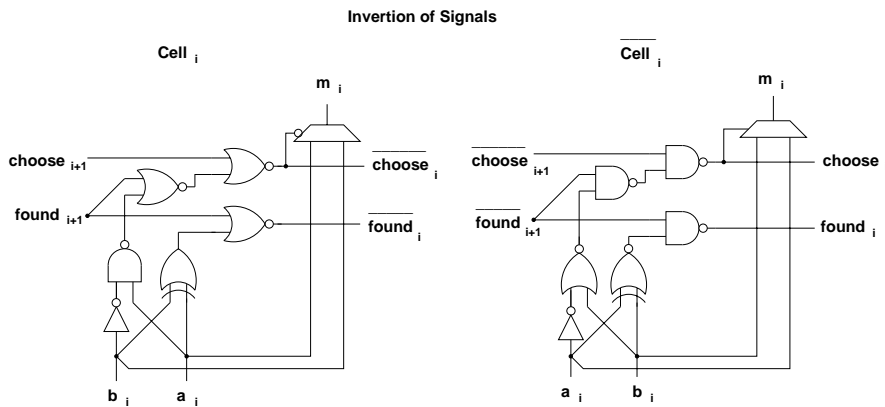 Invertion of Signals
Cell i
Cell i
m i
m i
choose i+1
choose i
choose i+1
choose
found i+1
found i
found i+1
found i
b i
a i
a i
b i